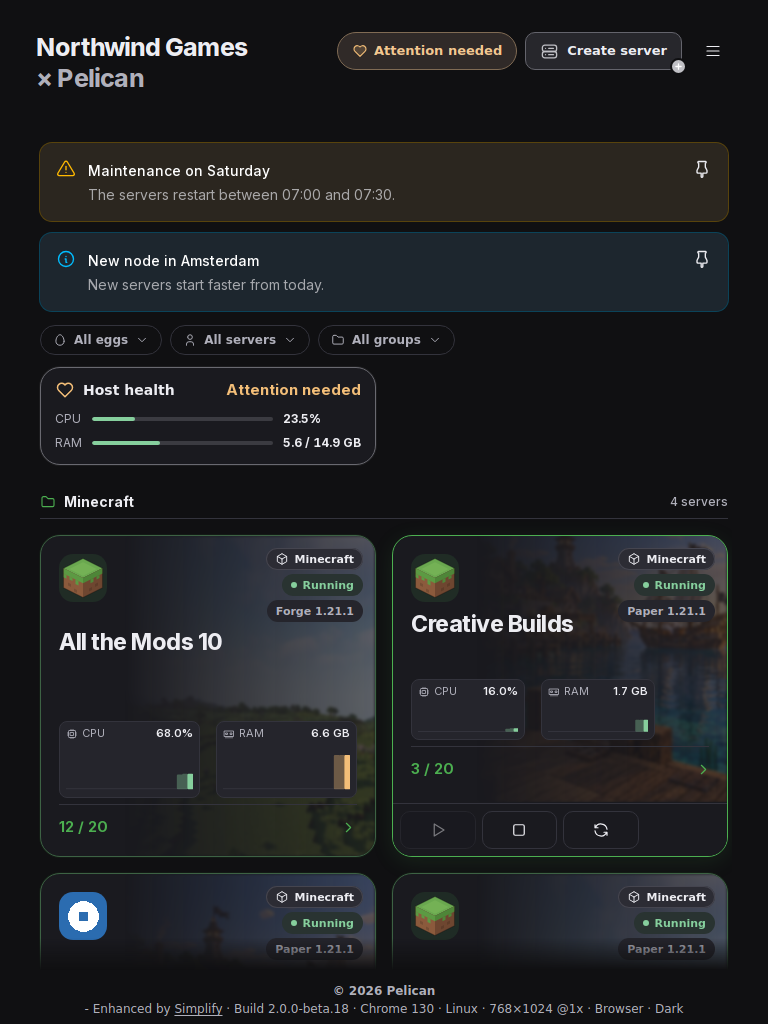 Northwind Games
× Pelican
Attention needed
Create server
Maintenance on Saturday
The servers restart between 07:00 and 07:30.
New node in Amsterdam
New servers start faster from today.
All eggs
All servers
All groups
Host health
Attention needed
CPU
23.5%
RAM
5.6 / 14.9 GB
Minecraft
4 servers
Minecraft
Running
Forge 1.21.1
All the Mods 10
CPU
68.0%
RAM
6.6 GB
12 / 20
Minecraft
Running
Paper 1.21.1
Creative Builds
CPU
16.0%
RAM
1.7 GB
3 / 20
Minecraft
Running
Paper 1.21.1
Minecraft
Running
Paper 1.21.1
© 2026 Pelican
- Enhanced by Simplify · Build 2.0.0-beta.18 · Chrome 130 · Linux · 768×1024 @1x · Browser · Dark